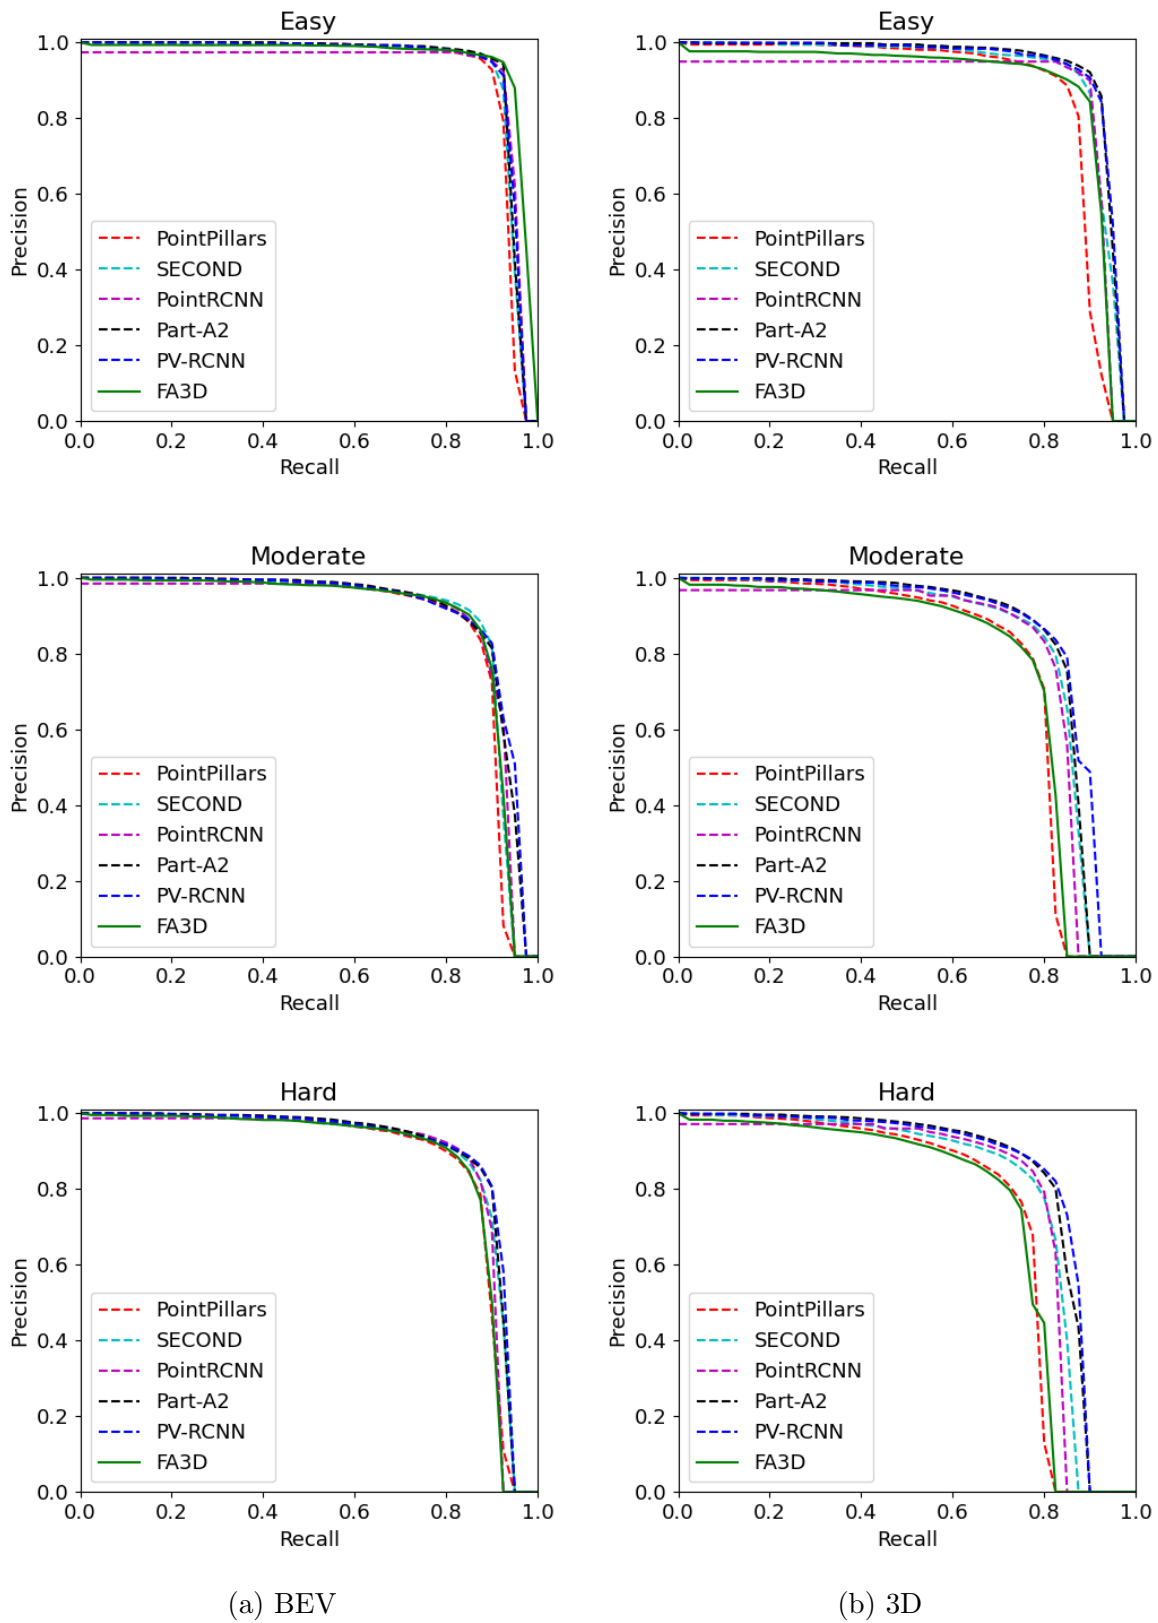 Easy
Precision
1.0
0.8
0.6
0.4
0.2
0.0
PointPillars
SECOND
PointRCNN
Part-A2
PV-RCNN
FA3D
0.0 0.2 0.4 0.6 0.8 1.0
Recall
Easy
Precision
1.0
0.8
0.6
0.4
0.2
0.0
PointPillars
SECOND
PointRCNN
Part-A2
PV-RCNN
FA3D
0.0 0.2 0.4 0.6 0.8 1.0
Recall
Moderate
Precision
1.0
0.8
0.6
0.4
0.2
0.0
PointPillars
SECOND
PointRCNN
Part-A2
PV-RCNN
FA3D
0.0 0.2 0.4 0.6 0.8 1.0
Recall
Moderate
Precision
1.0
0.8
0.6
0.4
0.2
0.0
PointPillars
SECOND
PointRCNN
Part-A2
PV-RCNN
FA3D
0.0 0.2 0.4 0.6 0.8 1.0
Recall
Hard
Precision
1.0
0.8
0.6
0.4
0.2
0.0
PointPillars
SECOND
PointRCNN
Part-A2
PV-RCNN
FA3D
0.0 0.2 0.4 0.6 0.8 1.0
Recall
Hard
Precision
1.0
0.8
0.6
0.4
0.2
0.0
PointPillars
SECOND
PointRCNN
Part-A2
PV-RCNN
FA3D
0.0 0.2 0.4 0.6 0.8 1.0
Recall
(a) BEV
(b) 3D